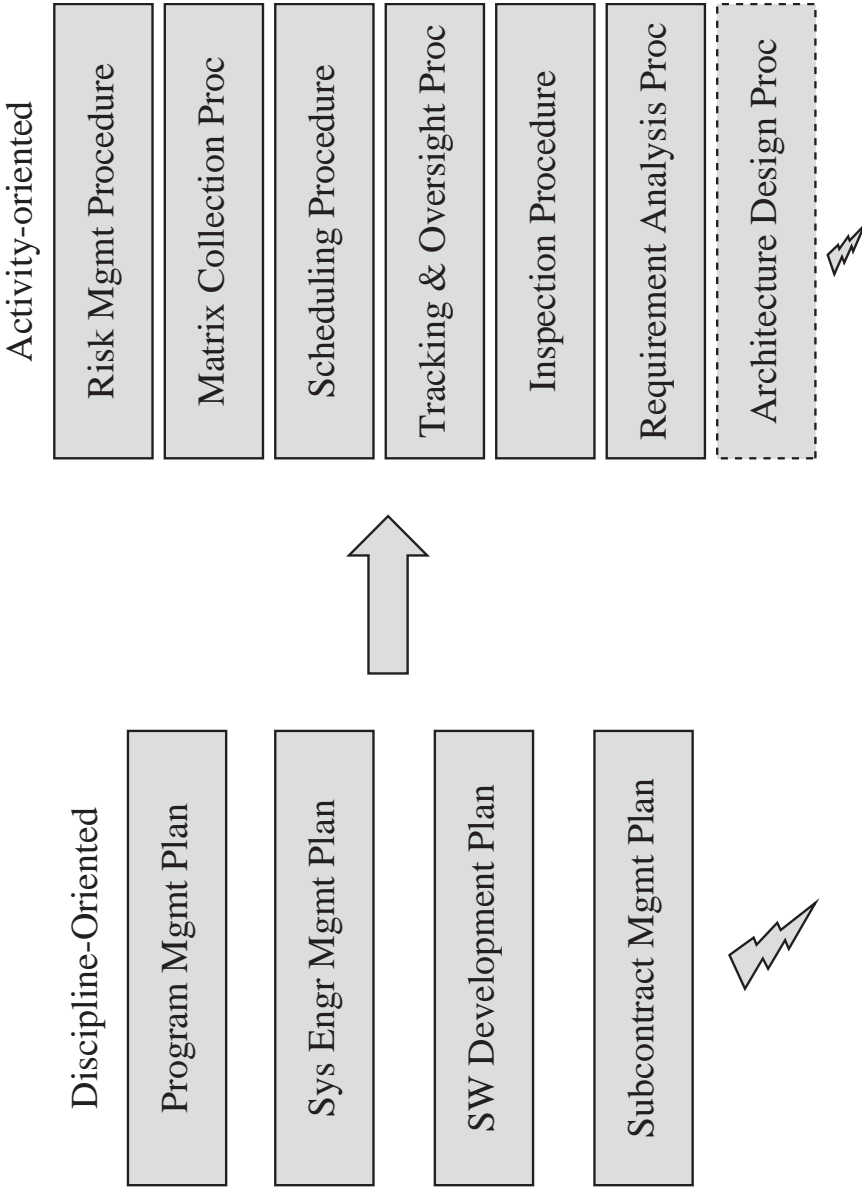 Discipline-Oriented
Program Mgmt Plan
Sys Engr Mgmt Plan
SW Development Plan
Subcontract Mgmt Plan
Activity-oriented
Risk Mgmt Procedure
Matrix Collection Proc
Scheduling Procedure
Tracking & Oversight Proc
Inspection Procedure
Requirement Analysis Proc
Architecture Design Proc